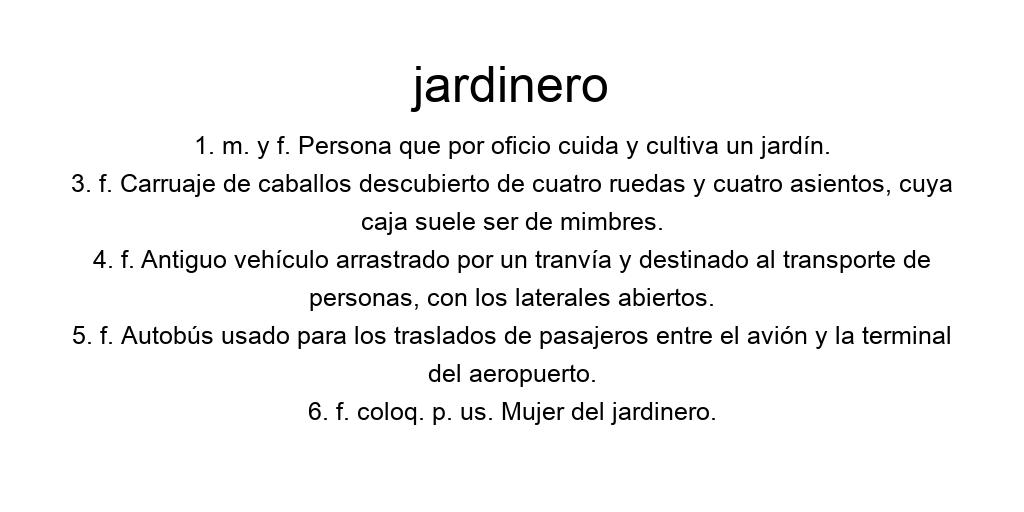 jardinero
1. m. y f. Persona que por oficio cuida y cultiva un jardín.
3. f. Carruaje de caballos descubierto de cuatro ruedas y cuatro asientos, cuya
caja suele ser de mimbres.
4. f. Antiguo vehículo arrastrado por un tranvía y destinado al transporte de
personas, con los laterales abiertos.
5. f. Autobús usado para los traslados de pasajeros entre el avión y la terminal
del aeropuerto.
6. f. coloq. p. us. Mujer del jardinero.